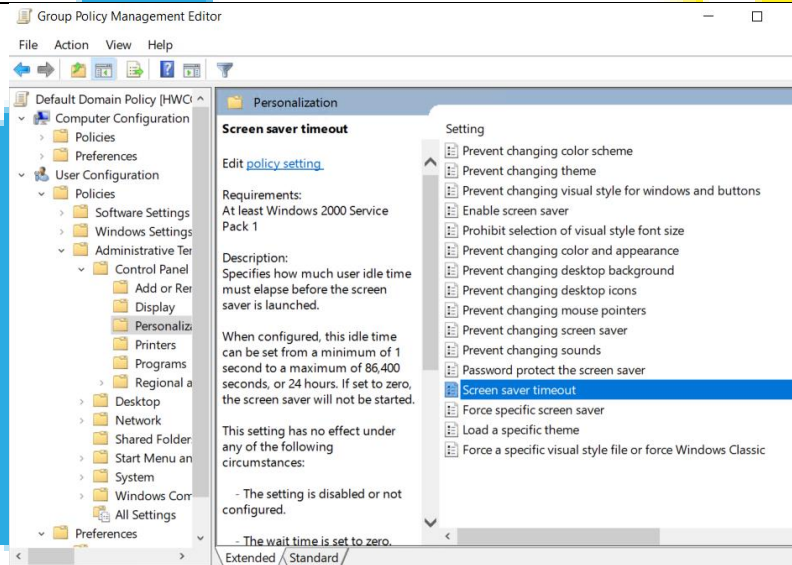 Group Policy Management Editor
File Action View Help
Default Domain Policy [HWC
Computer Configuration
Policies
Preferences
User Configuration
Policies
Software Settings
Windows Settings
Administrative Ter
Control Panel
Add or Rer
Display
Personaliz
Printers
Programs
Regional a
Desktop
Network
Shared Folder
Start Menu an
System
Windows Com
All Settings
Preferences
Personalization
Screen saver timeout
Edit policy setting
Requirements:
At least Windows 2000 Service
Pack 1
Description:
Specifies how much user idle time
must elapse before the screen
saver is launched.
When configured, this idle time
can be set from a minimum of 1
second to a maximum of 86,400
seconds, or 24 hours. If set to zero,
the screen saver will not be started.
This setting has no effect under
any of the following
circumstances:
- The setting is disabled or not
configured.
- The wait time is set to zero.
Setting
Prevent changing color scheme
Prevent changing theme
Prevent changing visual style for windows and buttons
Enable screen saver
Prohibit selection of visual style font size
Prevent changing color and appearance
Prevent changing desktop background
Prevent changing desktop icons
Prevent changing mouse pointers
Prevent changing screen saver
Prevent changing sounds
Password protect the screen saver
Screen saver timeout
Force specific screen saver
Load a specific theme
Force a specific visual style file or force Windows Classic
Extended Standard